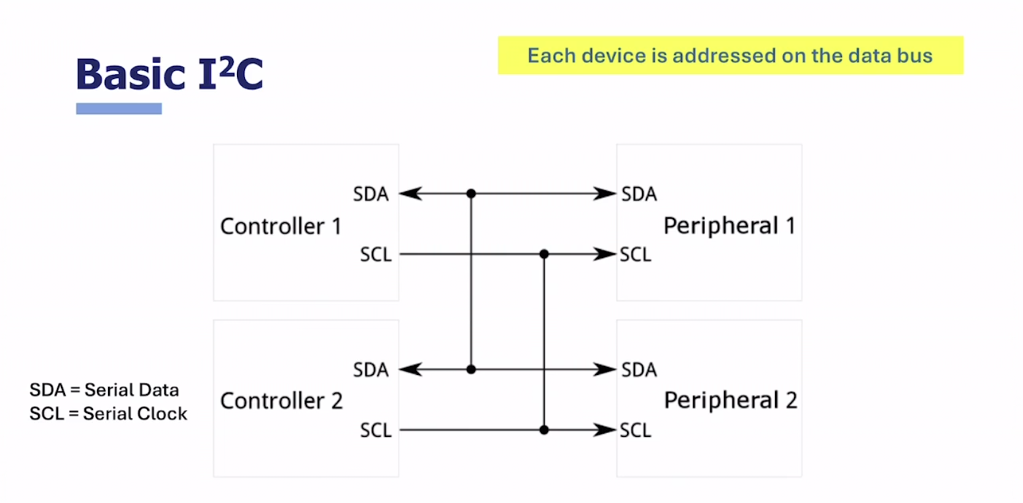 Basic I²C
Each device is addressed on the data bus
SDA
Controller 1
SCL
SDA
Peripheral 1
SCL
SDA
Controller 2
SCL
SDA
Peripheral 2
SCL
SDA = Serial Data
SCL = Serial Clock